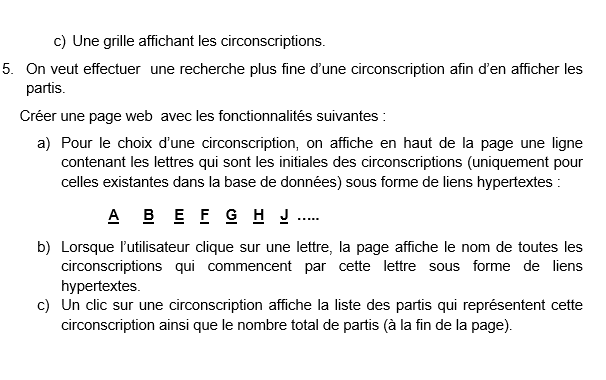 c) Une grille affichant les circonscriptions.
5. On veut effectuer une recherche plus fine d'une circonscription afin d'en afficher les
partis.
Créer une page web avec les fonctionnalités suivantes :
a) Pour le choix d'une circonscription, on affiche en haut de la page une ligne
contenant les lettres qui sont les initiales des circonscriptions (uniquement pour
celles existantes dans la base de données) sous forme de liens hypertextes :
A B E F G H J .....
b) Lorsque l'utilisateur clique sur une lettre, la page affiche le nom de toutes les
circonscriptions qui commencent par cette lettre sous forme de liens
hypertextes.
c) Un clic sur une circonscription affiche la liste des partis qui représentent cette
circonscription ainsi que le nombre total de partis (à la fin de la page).